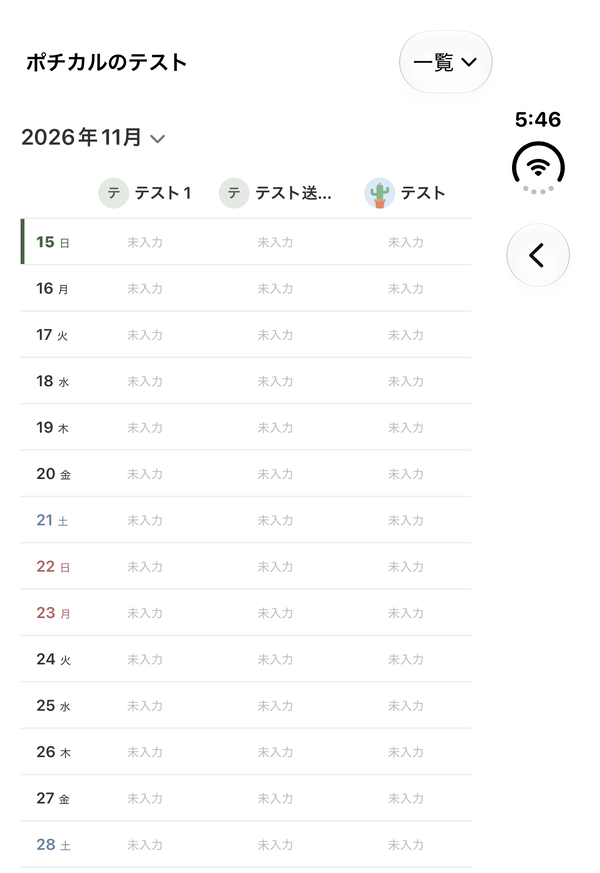 ポチカルのテスト
一覧
5:46
2026年11月
テ テスト1 テ テスト送... テスト
15 日 未入力 未入力 未入力
16 月 未入力 未入力 未入力
17 火 未入力 未入力 未入力
18 水 未入力 未入力 未入力
19 木 未入力 未入力 未入力
20 金 未入力 未入力 未入力
21 土 未入力 未入力 未入力
22 日 未入力 未入力 未入力
23 月 未入力 未入力 未入力
24 火 未入力 未入力 未入力
25 水 未入力 未入力 未入力
26 木 未入力 未入力 未入力
27 金 未入力 未入力 未入力
28 土 未入力 未入力 未入力